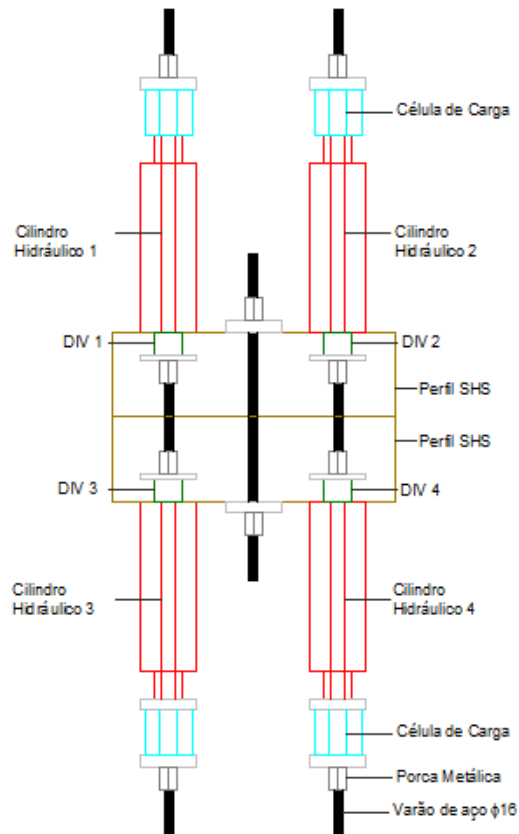 Célula de Carga
Cilindro
Hidráulico 1
Cilindro
Hidráulico 2
DIV 1
DIV 2
Perfil SHS
Perfil SHS
DIV 3
DIV 4
Cilindro
Hidráulico 3
Cilindro
Hidráulico 4
Célula de Carga
Porca Metálica
Varão de aço ϕ16